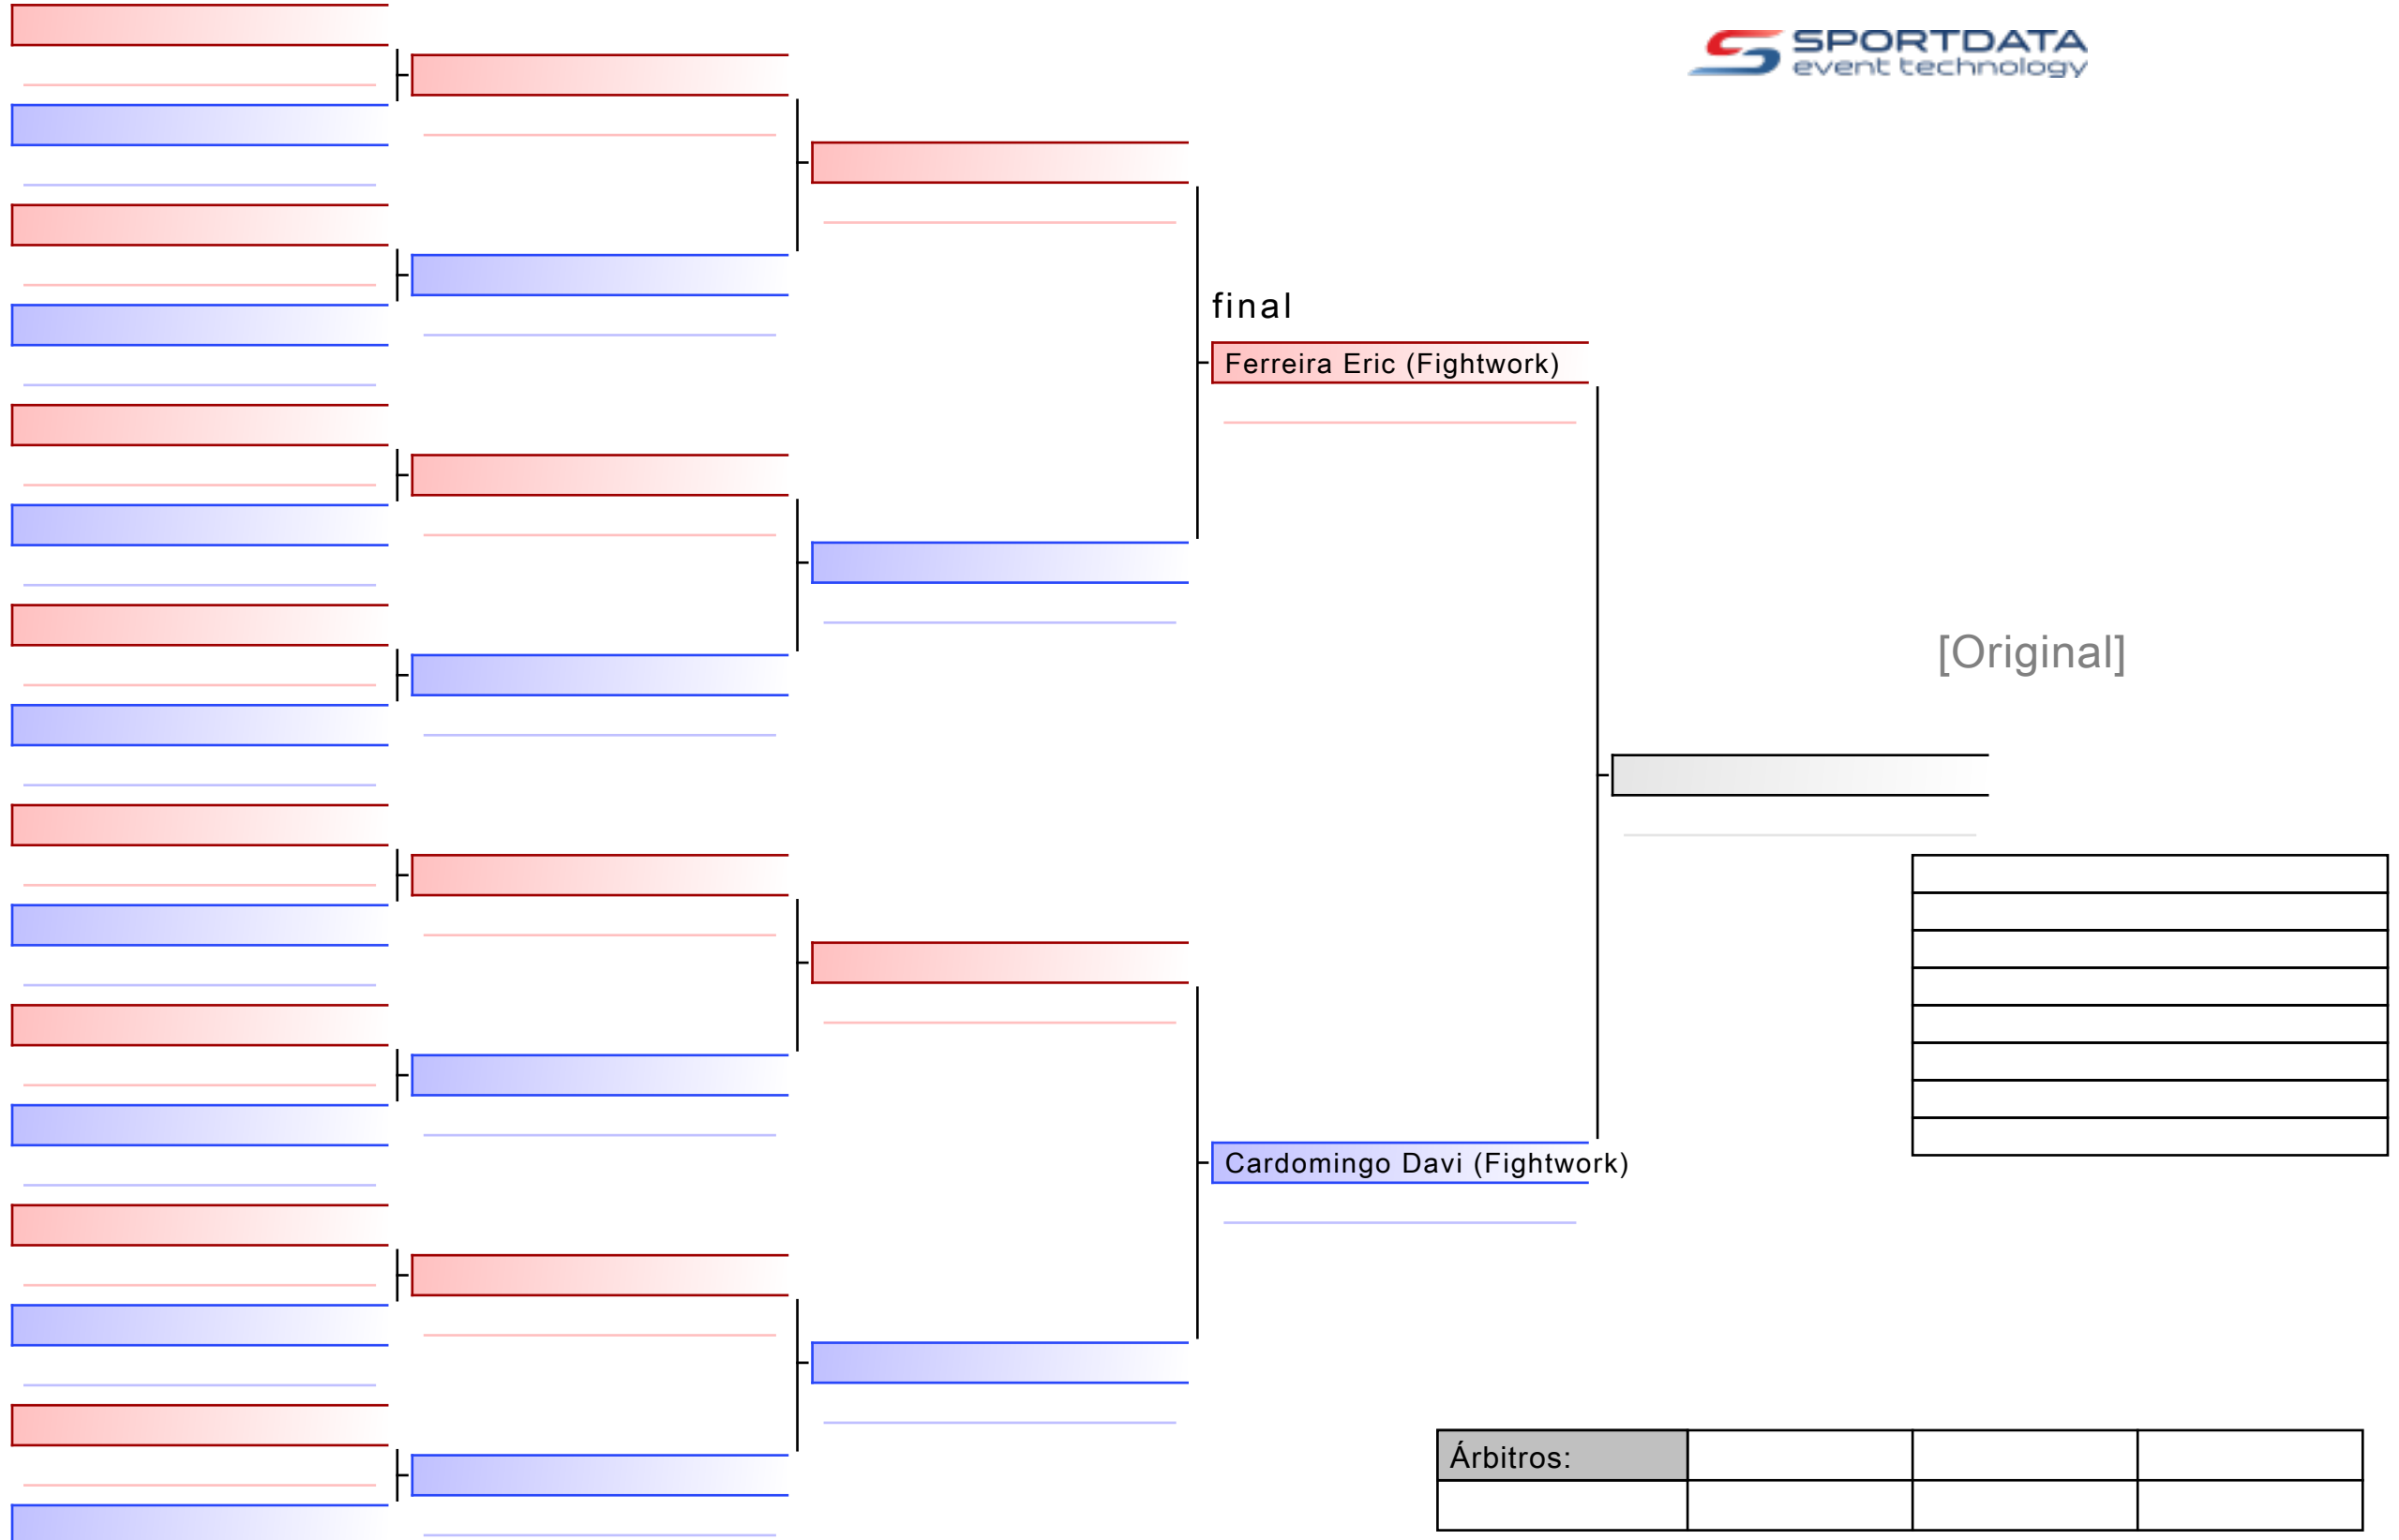 SPORTDATA
event technology
final
Ferreira Eric (Fightwork)
[Original]
Cardomingo Davi (Fightwork)
Árbitros: